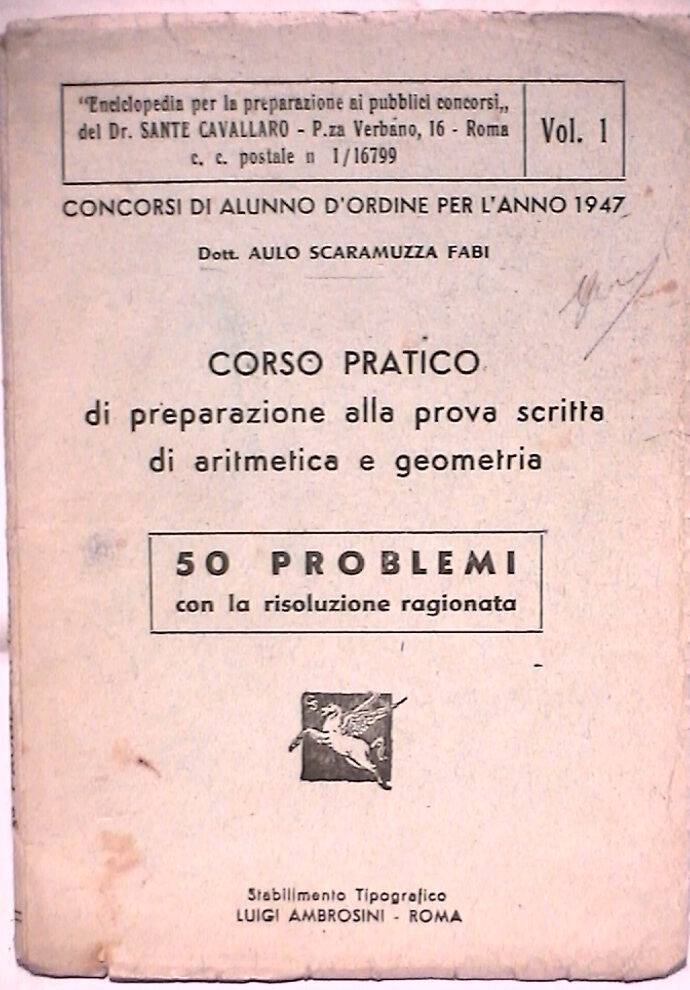 "Enciclopedia per la preparazione ai pubblici concorsi„
del Dr. SANTE CAVALLARO - P.za Verbano, 16 - Roma
c. c. postale n 1/16799
Vol. 1
CONCORSI DI ALUNNO D'ORDINE PER L'ANNO 1947
Dott. AULO SCARAMUZZA FABI
CORSO PRATICO
di preparazione alla prova scritta
di aritmetica e geometria
50 PROBLEMI
con la risoluzione ragionata
CS
Stabilimento Tipografico
LUIGI AMBROSINI - ROMA